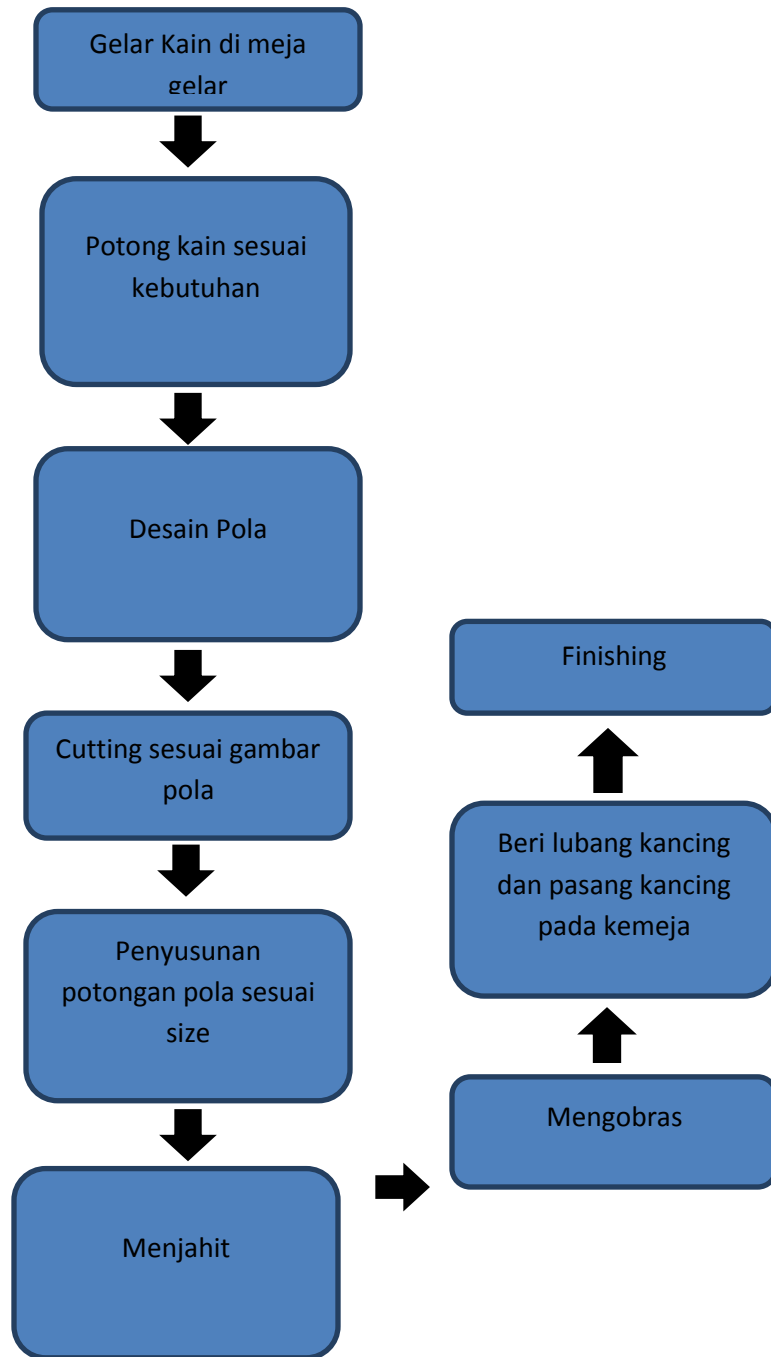 Gelar Kain di meja
gelar
Potong kain sesuai
kebutuhan
Desain Pola
Cutting sesuai gambar
pola
Penyusunan
potongan pola sesuai
size
Menjahit
Mengobras
Beri lubang kancing
dan pasang kancing
pada kemeja
Finishing